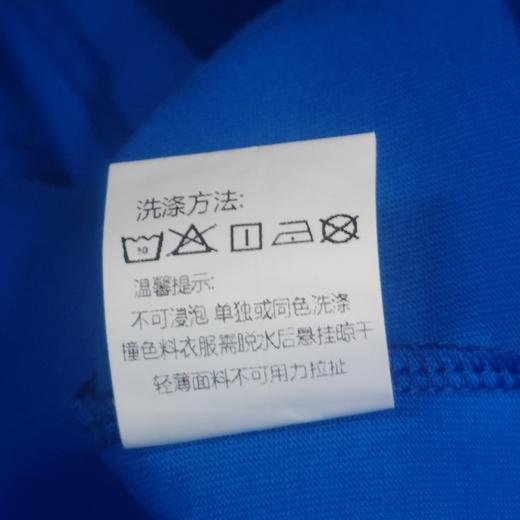 洗涤方法:
30
温馨提示:
不可浸泡 单独或同色洗涤
撞色料衣服需脱水后悬挂晾干
轻薄面料不可用力拉扯